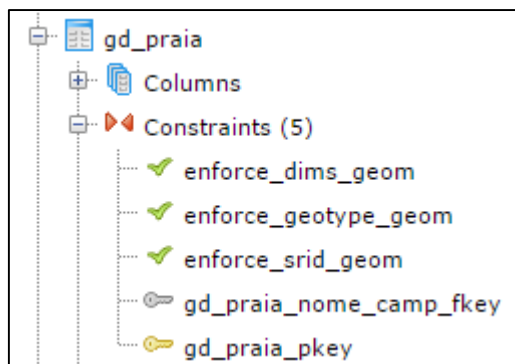 gd_praia
Columns
Constraints (5)
enforce_dims_geom
enforce_geotype_geom
enforce_srid_geom
gd_praia_nome_camp_fkey
gd_praia_pkey